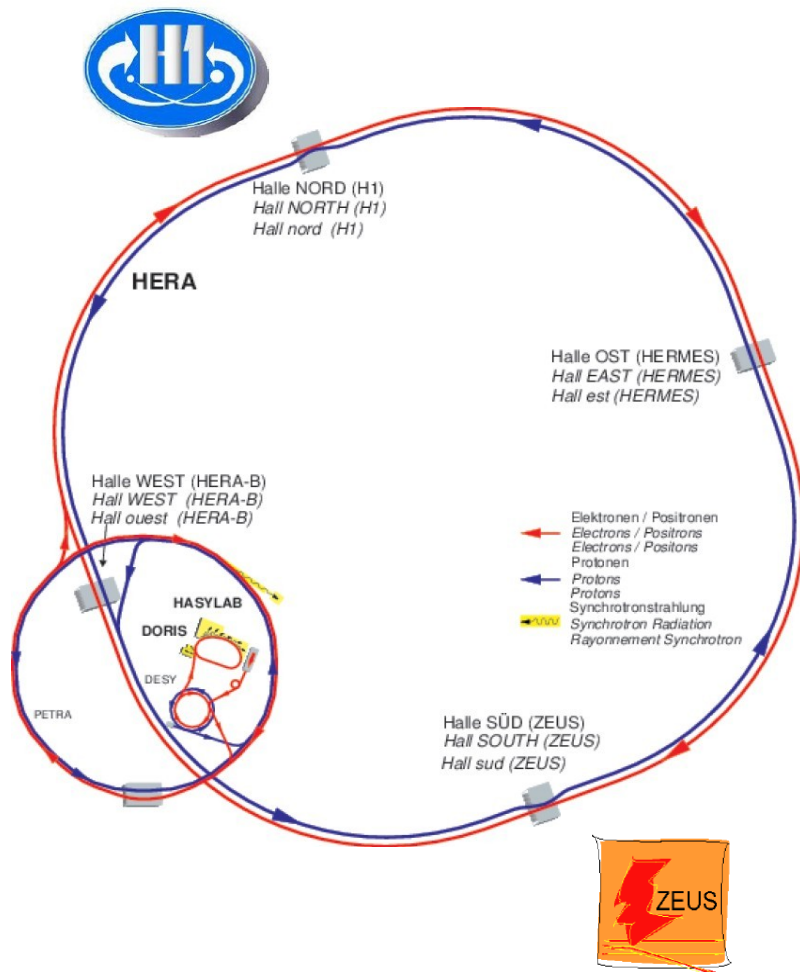 H1
Halle NORD (H1)
Hall NORTH (H1)
Hall nord (H1)
HERA
Halle OST (HERMES)
Hall EAST (HERMES)
Hall est (HERMES)
Halle WEST (HERA-B)
Hall WEST (HERA-B)
Hall ouest (HERA-B)
Elektronen / Positronen
Electrons / Positrons
Electrons / Positons
Protonen
Protons
Protons
Synchrotronstrahlung
Synchrotron Radiation
Rayonnement Synchrotron
HASYLAB
DORIS
DESY
PETRA
Halle SÜD (ZEUS)
Hall SOUTH (ZEUS)
Hall sud (ZEUS)
ZEUS